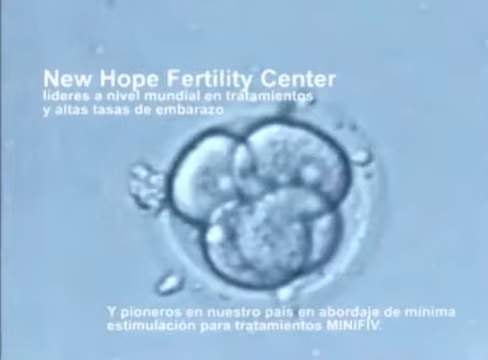 New Hope Fertility Center
líderes a nivel mundial en tratamientos
y altas tasas de embarazo
Y pioneros en nuestro país en abordaje de mínima
estimulación para tratamientos MINIFIV.